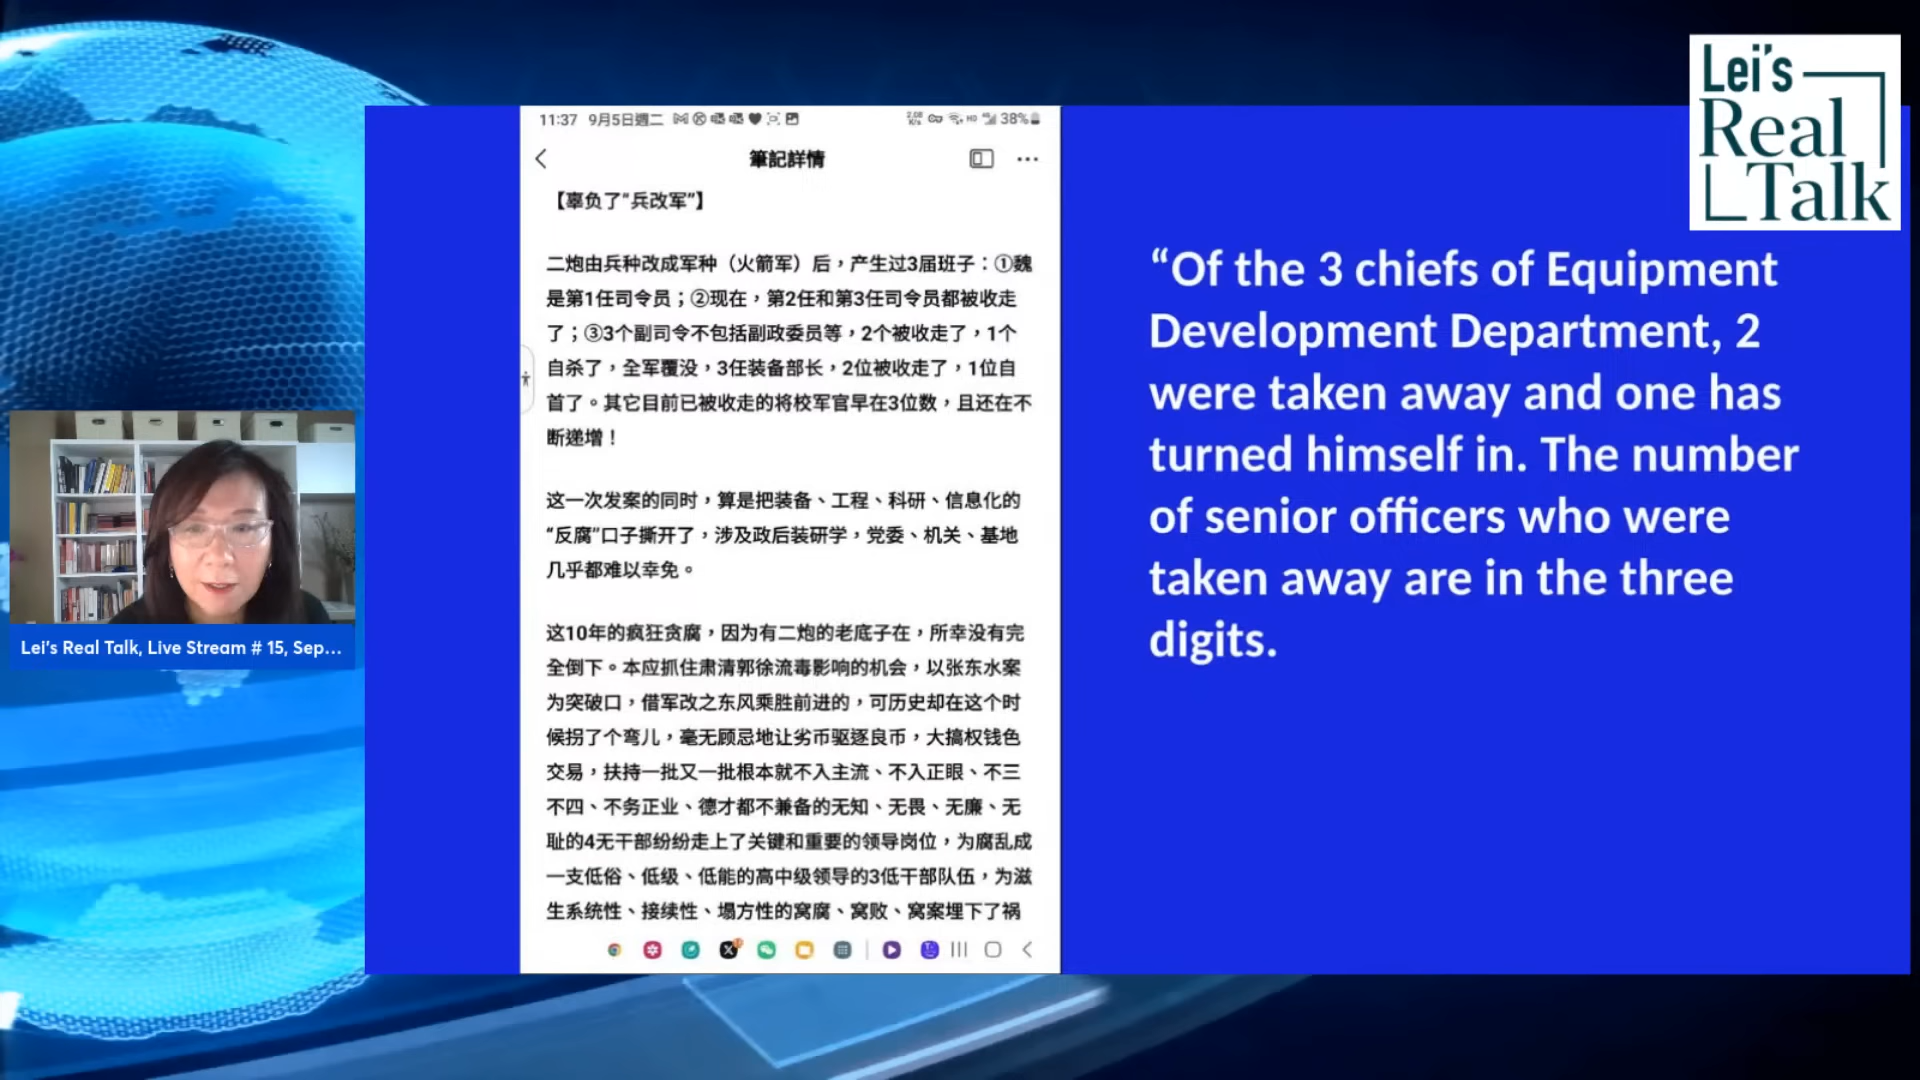 Lei's
Real
Talk
11:37 9月5日週二
38%
筆記詳情
【辜负了“兵改军”】
二炮由兵种改成军种（火箭军）后，产生过3届班子：①魏
是第1任司令员；②现在，第2任和第3任司令员都被收走
了；③3个副司令不包括副政委员等，2个被收走了，1个
自杀了，全军覆没，3任装备部长，2位被收走了，1位自
首了。其它目前已被收走的将校军官早在3位数，且还在不
断递增！
这一次发案的同时，算是把装备、工程、科研、信息化的
“反腐”口子撕开了，涉及政后装研学，党委、机关、基地
几乎都难以幸免。
这10年的疯狂贪腐，因为有二炮的老底子在，所幸没有完
全倒下。本应抓住肃清郭徐流毒影响的机会，以张东水案
为突破口，借军改之东风乘胜前进的，可历史却在这个时
候拐了个弯儿，毫无顾忌地让劣币驱逐良币，大搞权钱色
交易，扶持一批又一批根本就不入主流、不入正眼、不三
不四、不务正业、德才都不兼备的无知、无畏、无廉、无
耻的4无干部纷纷走上了关键和重要的领导岗位，为腐乱成
一支低俗、低级、低能的高中级领导的3低干部队伍，为滋
生系统性、接续性、塌方性的窝腐、窝败、窝案埋下了祸
“Of the 3 chiefs of Equipment
Development Department, 2
were taken away and one has
turned himself in. The number
of senior officers who were
taken away are in the three
digits.
Lei's Real Talk, Live Stream # 15, Sep...